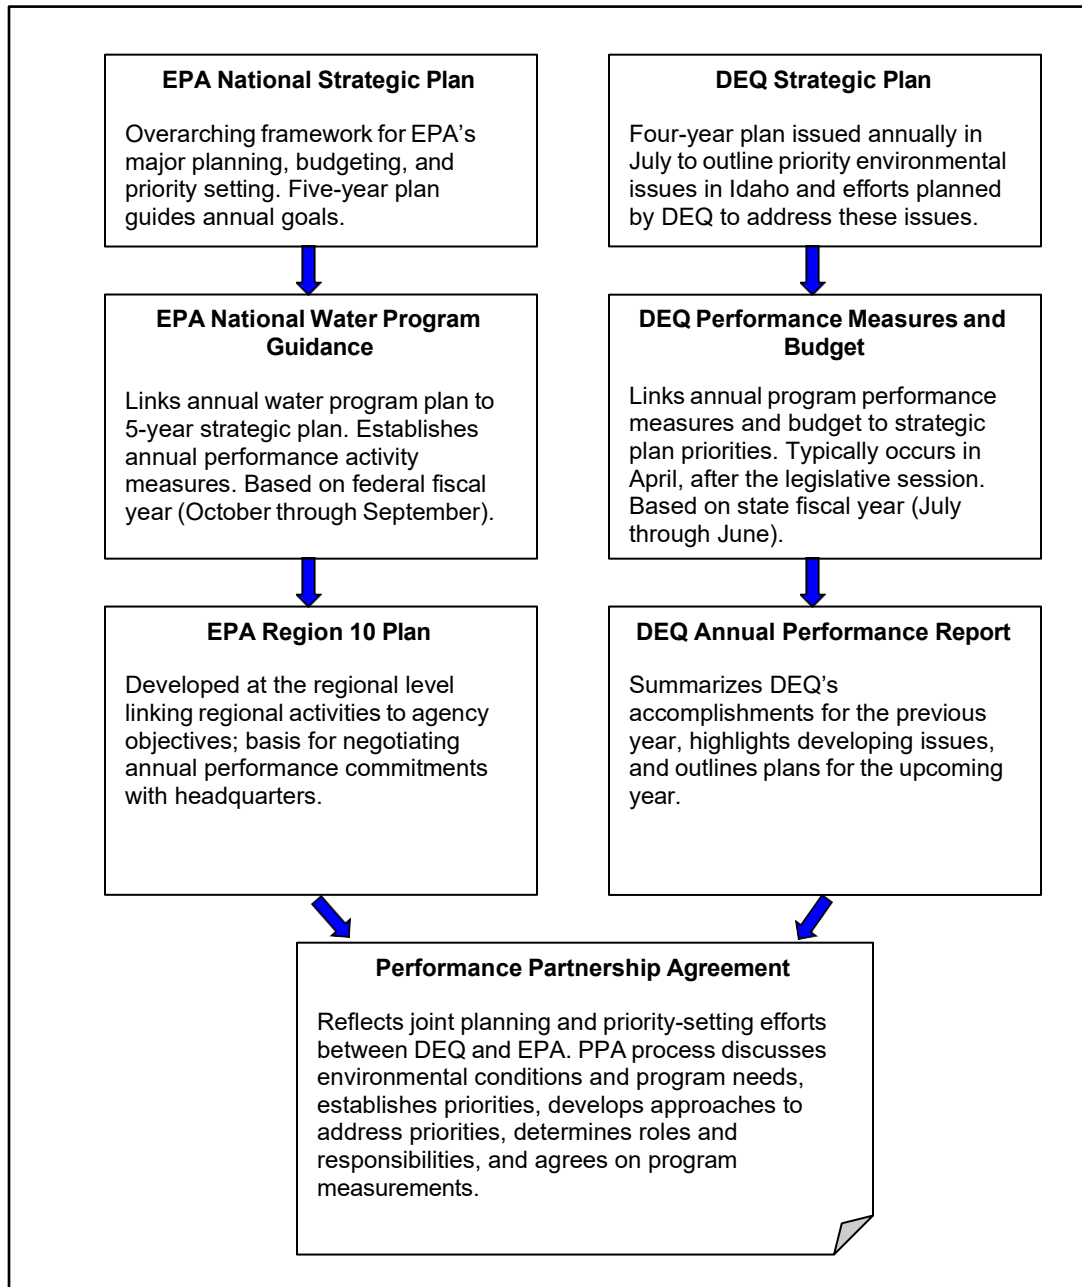 EPA National Strategic Plan
Overarching framework for EPA’s
major planning, budgeting, and
priority setting. Five-year plan
guides annual goals.
DEQ Strategic Plan
Four-year plan issued annually in
July to outline priority environmental
issues in Idaho and efforts planned
by DEQ to address these issues.
EPA National Water Program
Guidance
Links annual water program plan to
5-year strategic plan. Establishes
annual performance activity
measures. Based on federal fiscal
year (October through September).
DEQ Performance Measures and
Budget
Links annual program performance
measures and budget to strategic
plan priorities. Typically occurs in
April, after the legislative session.
Based on state fiscal year (July
through June).
EPA Region 10 Plan
Developed at the regional level
linking regional activities to agency
objectives; basis for negotiating
annual performance commitments
with headquarters.
DEQ Annual Performance Report
Summarizes DEQ’s
accomplishments for the previous
year, highlights developing issues,
and outlines plans for the upcoming
year.
Performance Partnership Agreement
Reflects joint planning and priority-setting efforts
between DEQ and EPA. PPA process discusses
environmental conditions and program needs,
establishes priorities, develops approaches to
address priorities, determines roles and
responsibilities, and agrees on program
measurements.